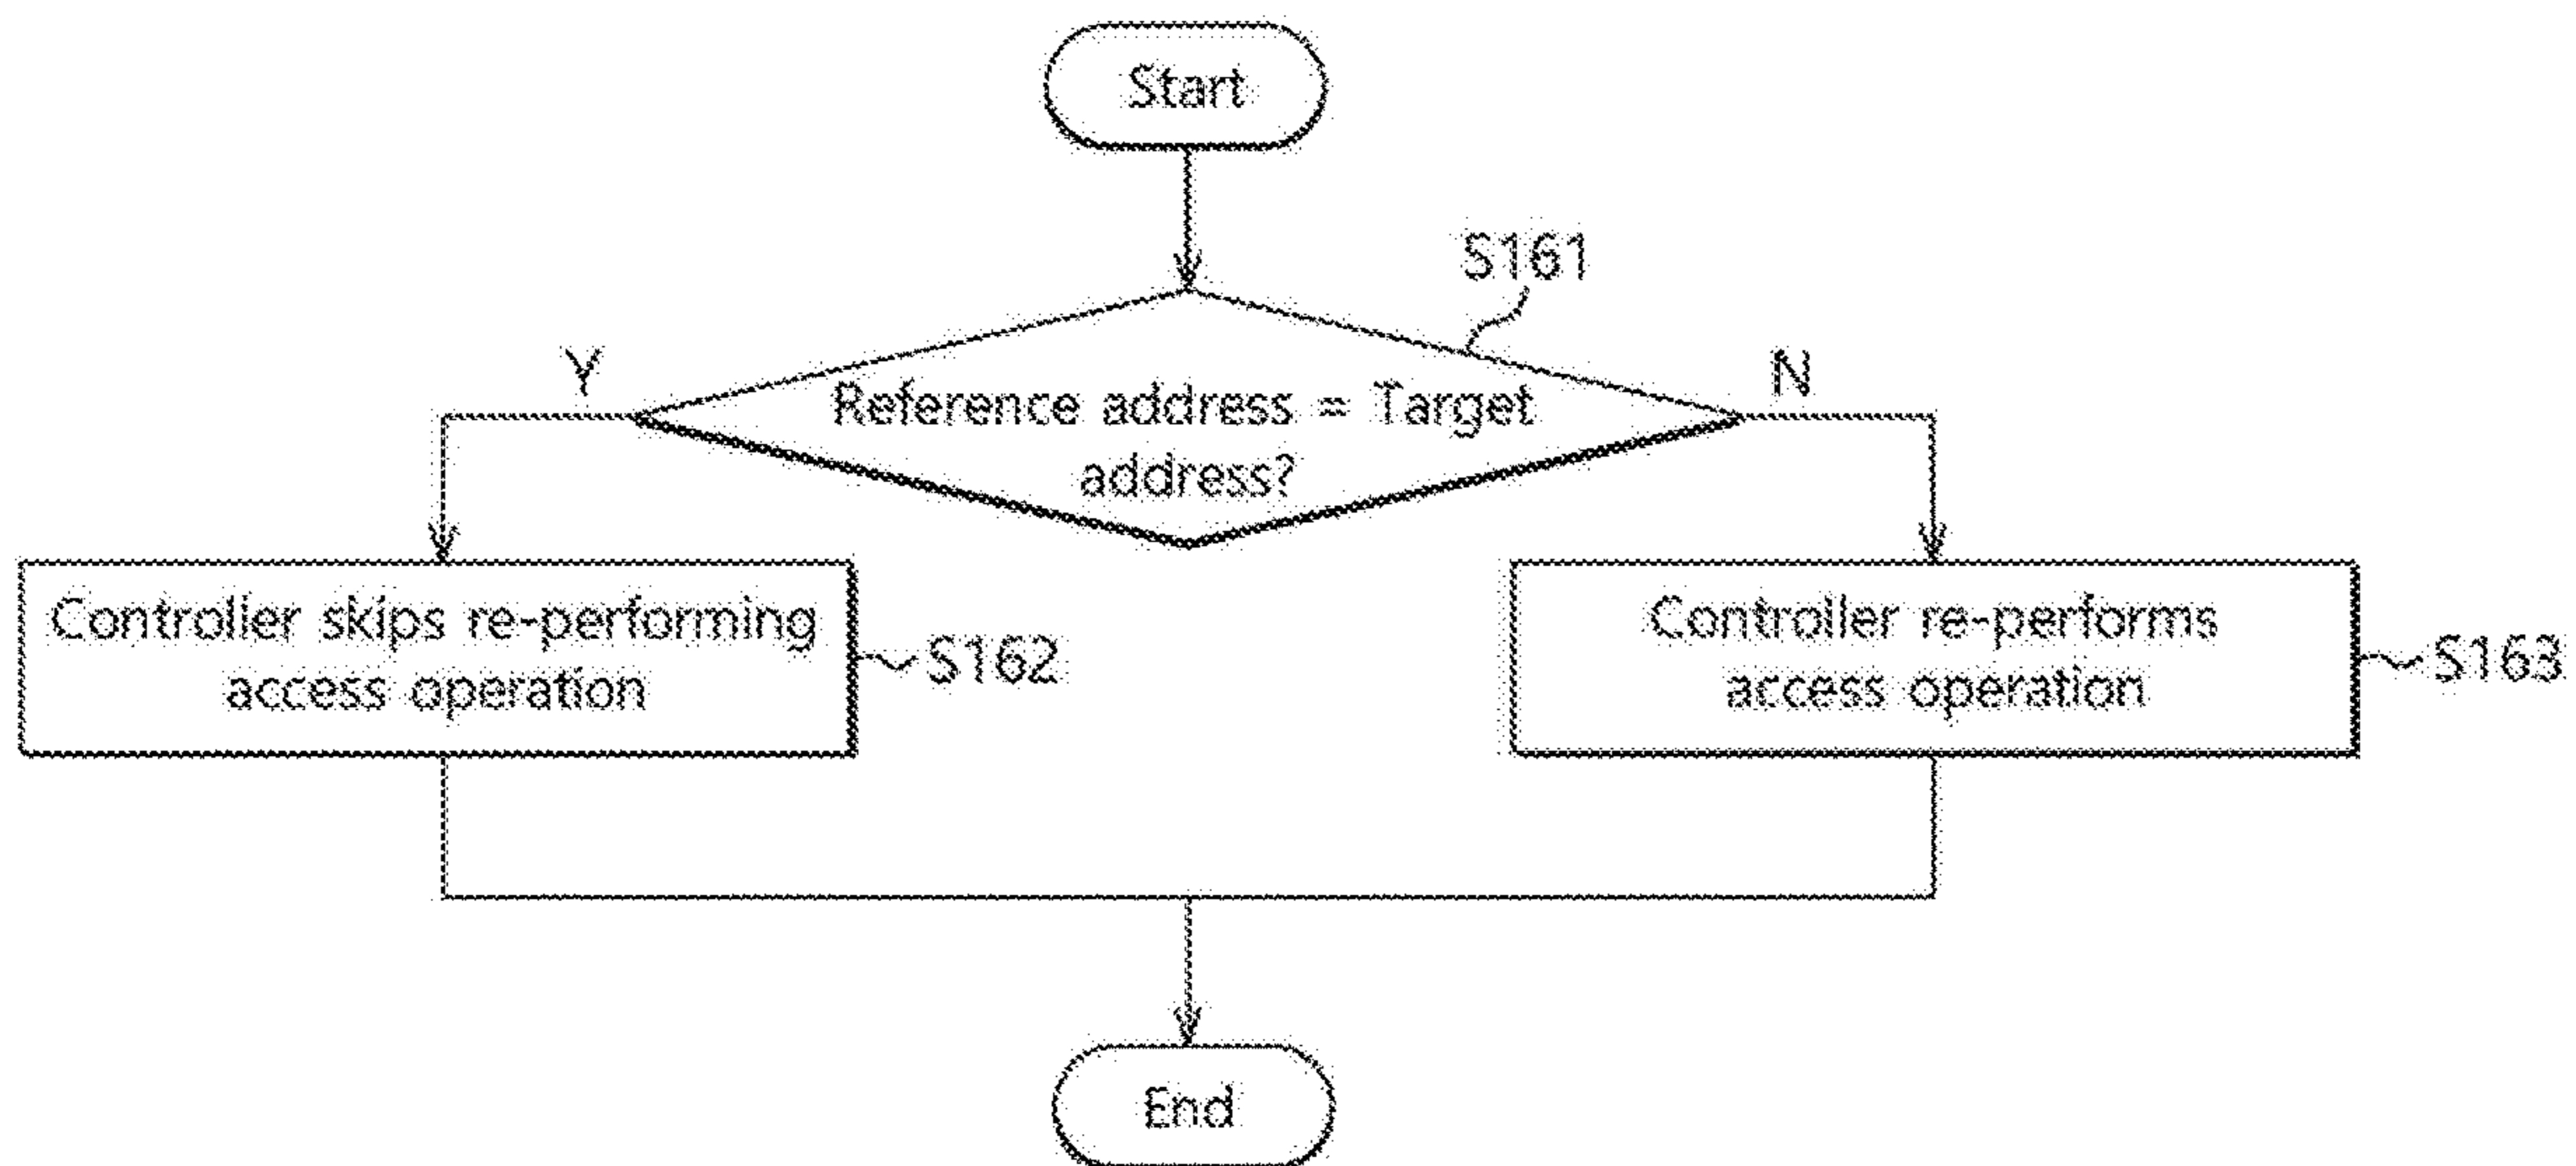 Start
S161
Y
N
Reference address = Target
address?
Controller skips re-performing
access operation
S162
Controller re-performs
access operation
S163
End